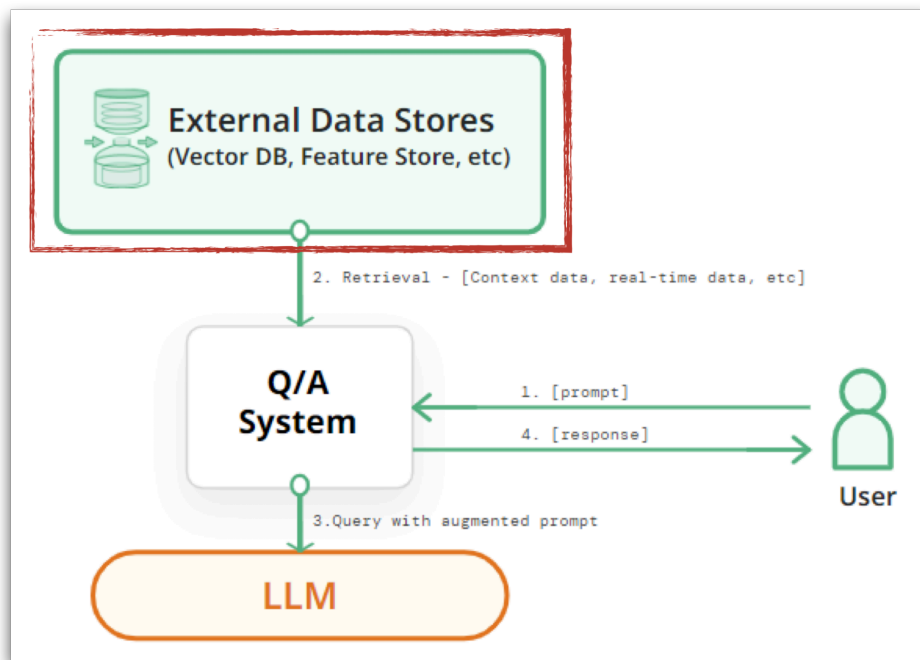 External Data Stores
(Vector DB, Feature Store, etc)
2. Retrieval - [Context data, real-time data, etc]
Q/A
System
1. [prompt]
4. [response]
User
3.Query with augmented prompt
LLM